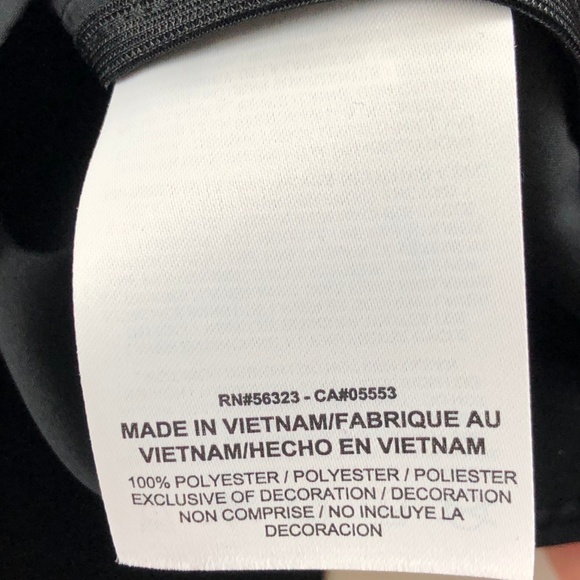 RN#56323 - CA#05553
MADE IN VIETNAM/FABRIQUE AU
VIETNAM/HECHO EN VIETNAM
100% POLYESTER / POLYESTER / POLIESTER
EXCLUSIVE OF DECORATION / DECORATION
NON COMPRISE / NO INCLUYE LA
DECORACION